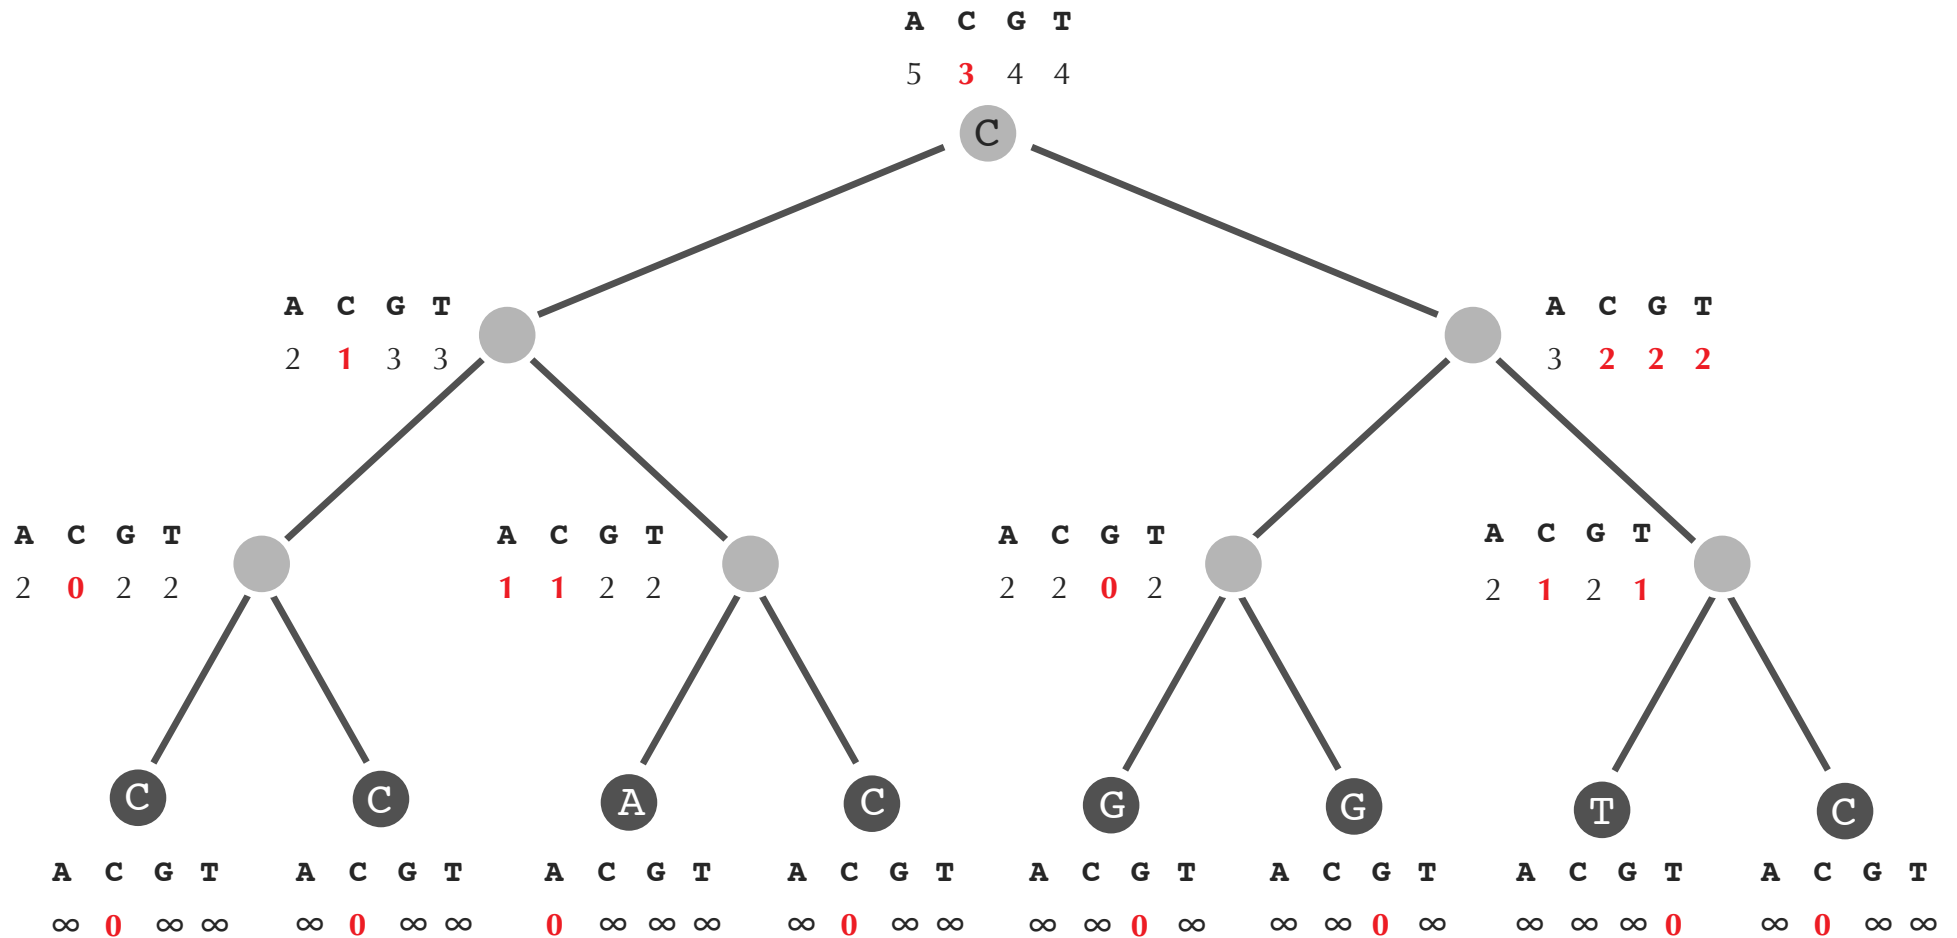 A C G T
5 3 4 4
C
A C G T
2 1 3 3
A C G T
3 2 2 2
A C G T
2 0 2 2
A C G T
1 1 2 2
A C G T
2 2 0 2
A C G T
2 1 2 1
C C A C G G T C
A C G T A C G T A C G T A C G T A C G T A C G T A C G T A C G T
∞ 0 ∞ ∞ ∞ 0 ∞ ∞ 0 ∞ ∞ ∞ ∞ 0 ∞ ∞ ∞ ∞ 0 ∞ ∞ ∞ 0 ∞ ∞ ∞ ∞ 0 ∞ 0 ∞ ∞